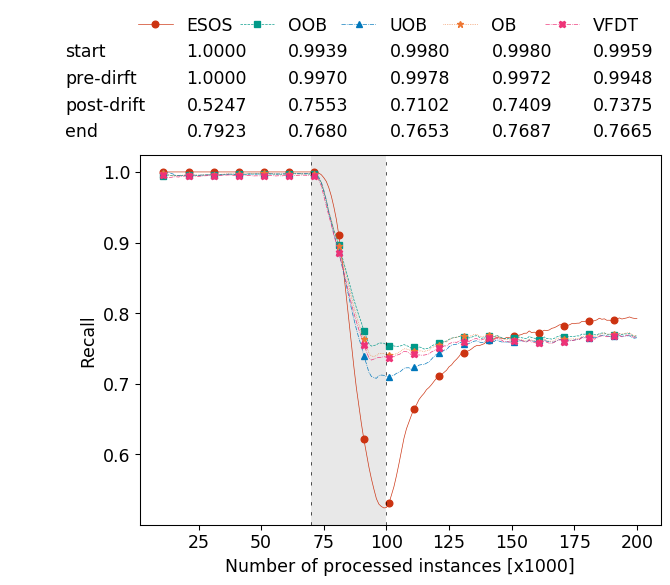 ESOS OOB UOB OB VFDT
start 1.0000 0.9939 0.9980 0.9980 0.9959
pre-dirft 1.0000 0.9970 0.9978 0.9972 0.9948
post-drift 0.5247 0.7553 0.7102 0.7409 0.7375
end 0.7923 0.7680 0.7653 0.7687 0.7665
1.0
0.9
0.8
0.7
0.6
Recall
25 50 75 100 125 150 175 200
Number of processed instances [x1000]